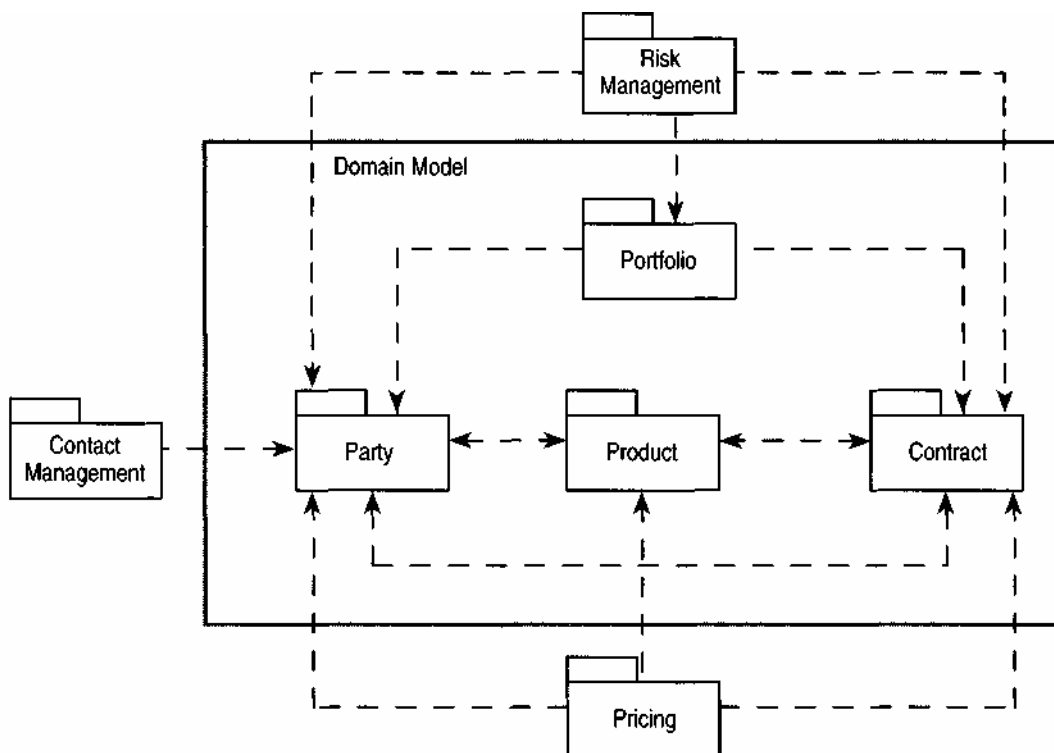 Risk
Management
Domain Model
Portfolio
Contact
Management
Party
Product
Contract
Pricing